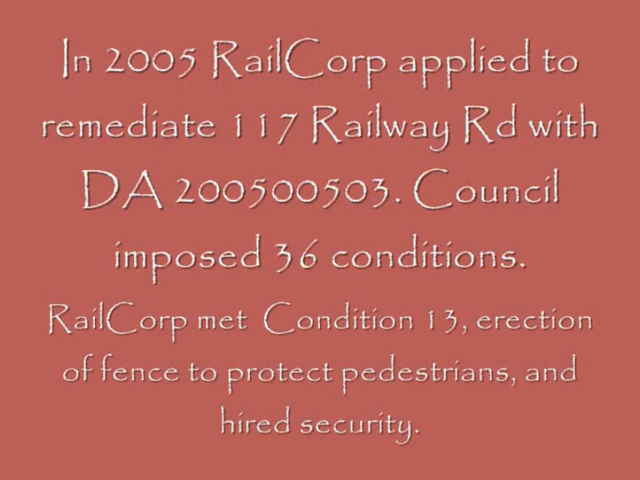 In 2005 RailCorp applied to
remediate 117 Railway Rd with
DA 200500503. Council
imposed 36 conditions.
RailCorp met Condition 13, erection
of fence to protect pedestrians, and
hired security.